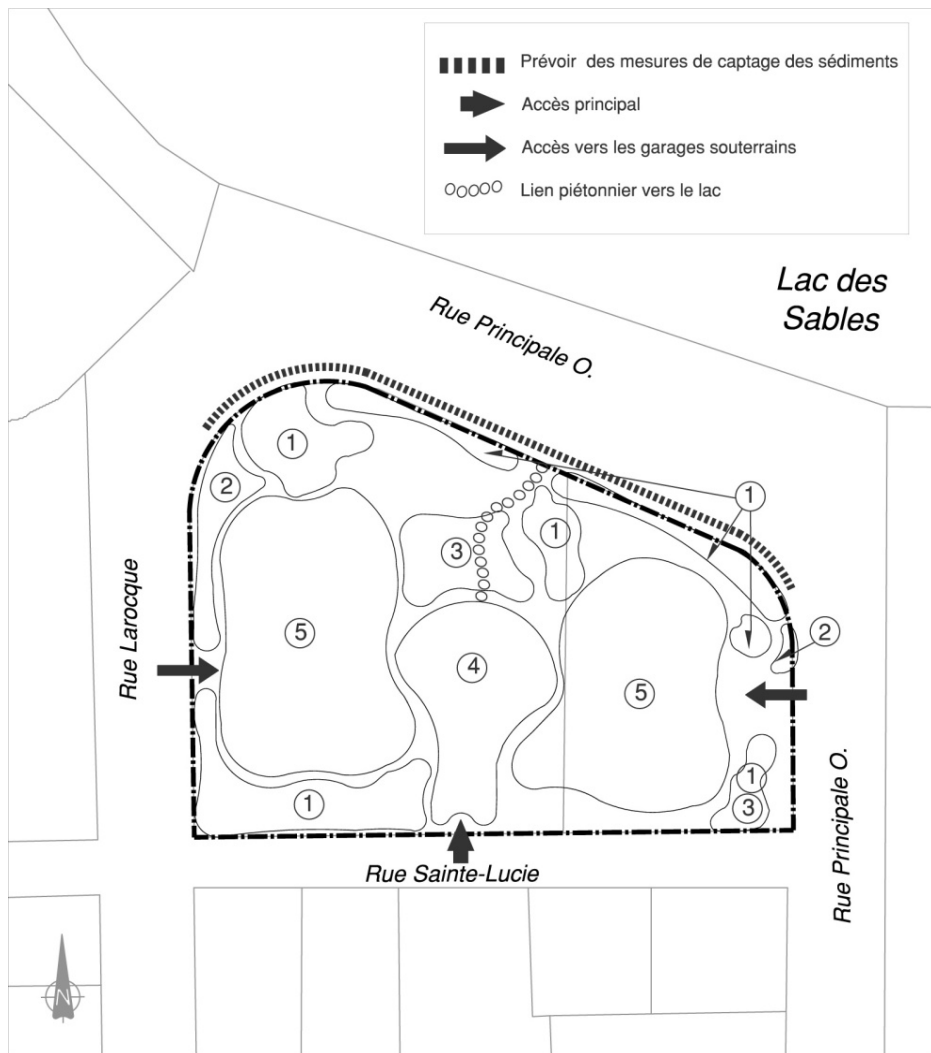 Prévoir des mesures de captage des sédiments
Accès principal
Accès vers les garages souterrains
Lien piétonnier vers le lac
Lac des
Sables
Rue Principale O.
1
2
1
3
1
5
4
2
5
Rue Larocque
1
1
3
Rue Sainte-Lucie
Rue Principale O.
N
1